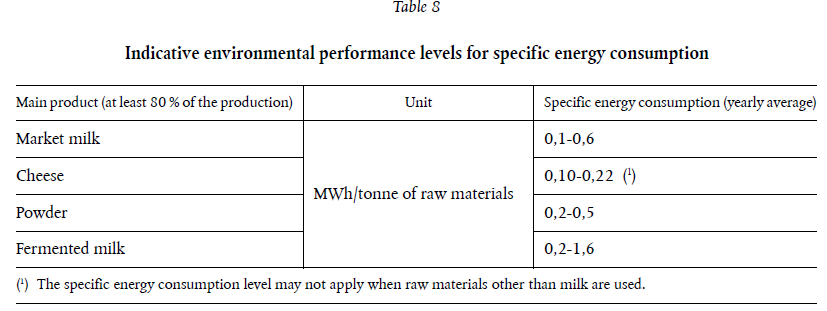 Table 8
Indicative environmental performance levels for specific energy consumption
Main product (at least 80 % of the production) Unit Specific energy consumption (yearly average)
Market milk MWh/tonne of raw materials 0,1-0,6
Cheese 0,10-0,22 (¹)
Powder 0,2-0,5
Fermented milk 0,2-1,6
(¹) The specific energy consumption level may not apply when raw materials other than milk are used.